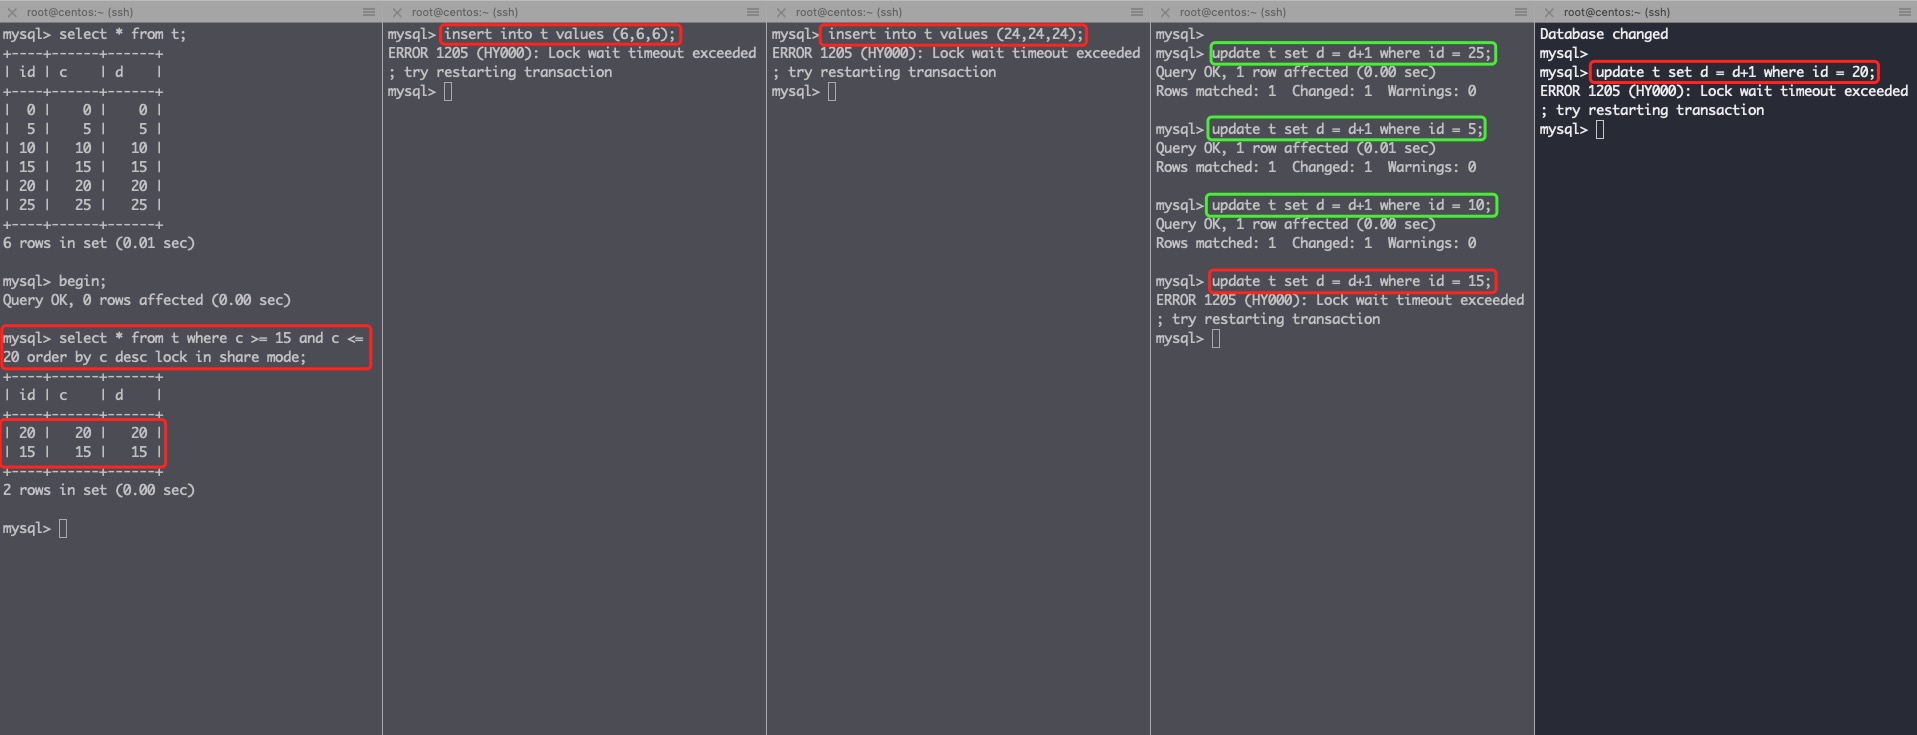 root@centos:~ (ssh)
mysql> select * from t;
+----+------+------+
| id | c    | d    |
+----+------+------+
|  0 |    0 |    0 |
|  5 |    5 |    5 |
| 10 |   10 |   10 |
| 15 |   15 |   15 |
| 20 |   20 |   20 |
| 25 |   25 |   25 |
+----+------+------+
6 rows in set (0.01 sec)
mysql> begin;
Query OK, 0 rows affected (0.00 sec)
mysql> select * from t where c >= 15 and c <=
20 order by c desc lock in share mode;
+----+------+------+
| id | c    | d    |
+----+------+------+
| 20 |   20 |   20 |
| 15 |   15 |   15 |
+----+------+------+
2 rows in set (0.00 sec)
mysql>
root@centos:~ (ssh)
mysql> insert into t values (6,6,6);
ERROR 1205 (HY000): Lock wait timeout exceeded
; try restarting transaction
mysql>
root@centos:~ (ssh)
mysql> insert into t values (24,24,24);
ERROR 1205 (HY000): Lock wait timeout exceeded
; try restarting transaction
mysql>
root@centos:~ (ssh)
mysql>
mysql> update t set d = d+1 where id = 25;
Query OK, 1 row affected (0.00 sec)
Rows matched: 1  Changed: 1  Warnings: 0
mysql> update t set d = d+1 where id = 5;
Query OK, 1 row affected (0.01 sec)
Rows matched: 1  Changed: 1  Warnings: 0
mysql> update t set d = d+1 where id = 10;
Query OK, 1 row affected (0.00 sec)
Rows matched: 1  Changed: 1  Warnings: 0
mysql> update t set d = d+1 where id = 15;
ERROR 1205 (HY000): Lock wait timeout exceeded
; try restarting transaction
mysql>
root@centos:~ (ssh)
Database changed
mysql>
mysql> update t set d = d+1 where id = 20;
ERROR 1205 (HY000): Lock wait timeout exceeded
; try restarting transaction
mysql>